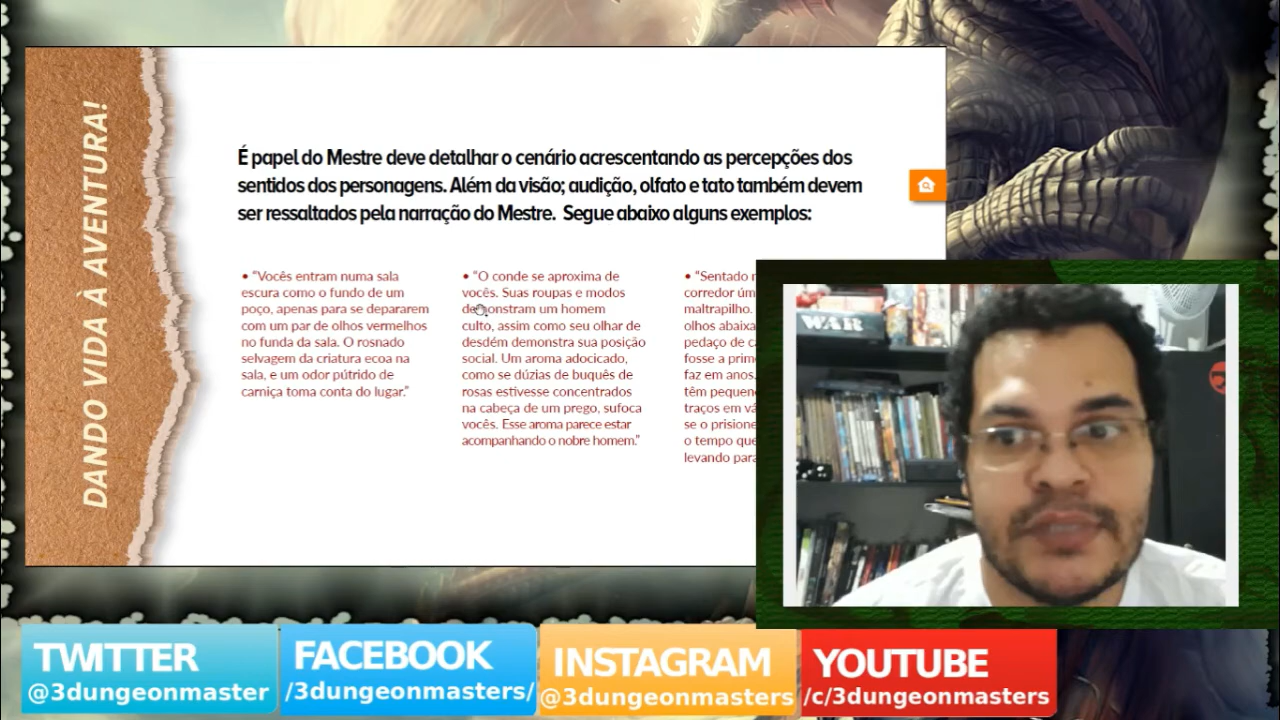 DANDO VIDA À AVENTURA!
É papel do Mestre deve detalhar o cenário acrescentando as percepções dos
sentidos dos personagens. Além da visão; audição, olfato e tato também devem
ser ressaltados pela narração do Mestre. Segue abaixo alguns exemplos:
• “Vocês entram numa sala
escura como o fundo de um
poço, apenas para se depararem
com um par de olhos vermelhos
no funda da sala. O rosnado
selvagem da criatura ecoa na
sala, e um odor pútrido de
carniça toma conta do lugar.”
• “O conde se aproxima de
vocês. Suas roupas e modos
demonstram um homem
culto, assim como seu olhar de
desdém demonstra sua posição
social. Um aroma adocicado,
como se dúzias de buquês de
rosas estivesse concentrados
na cabeça de um prego, sufoca
vocês. Esse aroma parece estar
acompanhando o nobre homem.”
• “Sentado
corredor
maltrapilho.
olhos
pedaço de
fosse a
faz em anos.
têm
traços em
se o
o tempo que
levando
WAR
TWITTER
@3dungeonmaster
FACEBOOK
/3dungeonmasters/
INSTAGRAM
@3dungeonmasters
YOUTUBE
/c/3dungeonmasters